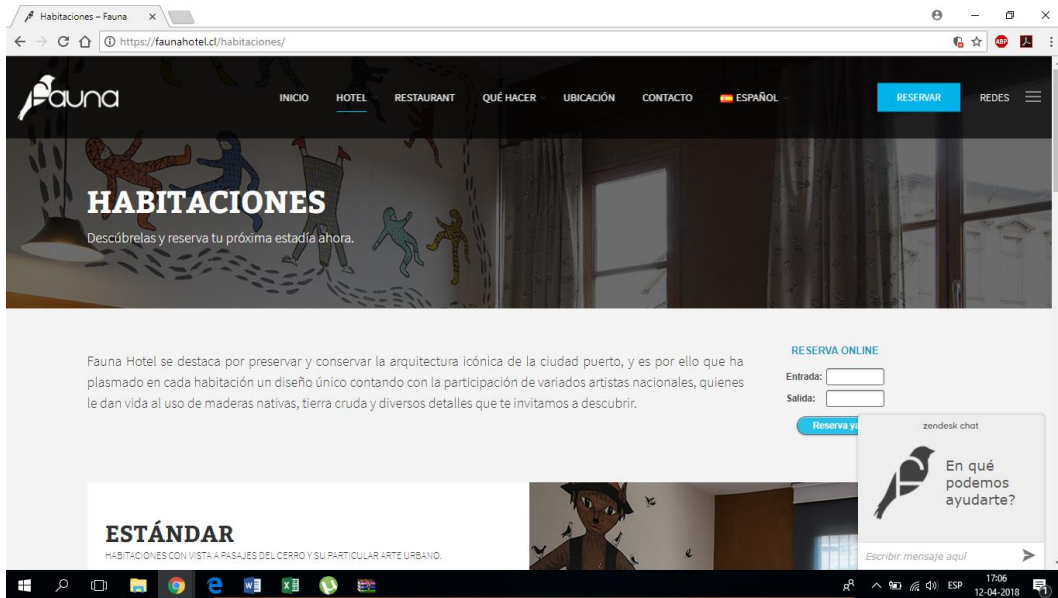 Habitaciones – Fauna
https://faunahotel.cl/habitaciones/
ABP
Fauna
INICIO HOTEL RESTAURANT QUÉ HACER UBICACIÓN CONTACTO ESPAÑOL RESERVAR REDES
HABITACIONES
Descúbrelas y reserva tu próxima estadía ahora.
Fauna Hotel se destaca por preservar y conservar la arquitectura icónica de la ciudad puerto, y es por ello que ha
plasmado en cada habitación un diseño único contando con la participación de variados artistas nacionales, quienes
le dan vida al uso de maderas nativas, tierra cruda y diversos detalles que te invitamos a descubrir.
RESERVA ONLINE
Entrada:
Salida:
Reserva ya
zendesk chat
En qué
podemos
ayudarte?
Escribir mensaje aquí
ESTÁNDAR
HABITACIONES CON VISTA A PASAJES DEL CERRO Y SU PARTICULAR ARTE URBANO.
ESP
17:06
12-04-2018